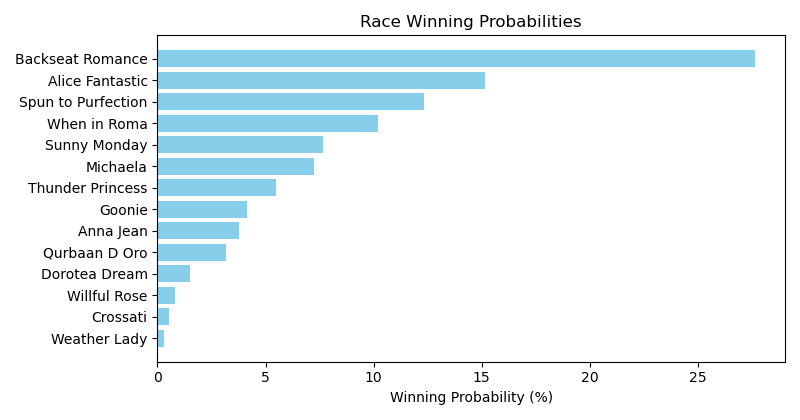 Race Winning Probabilities
Backseat Romance
Alice Fantastic
Spun to Purfection
When in Roma
Sunny Monday
Michaela
Thunder Princess
Goonie
Anna Jean
Qurbaan D Oro
Dorotea Dream
Willful Rose
Crossati
Weather Lady
0 5 10 15 20 25
Winning Probability (%)